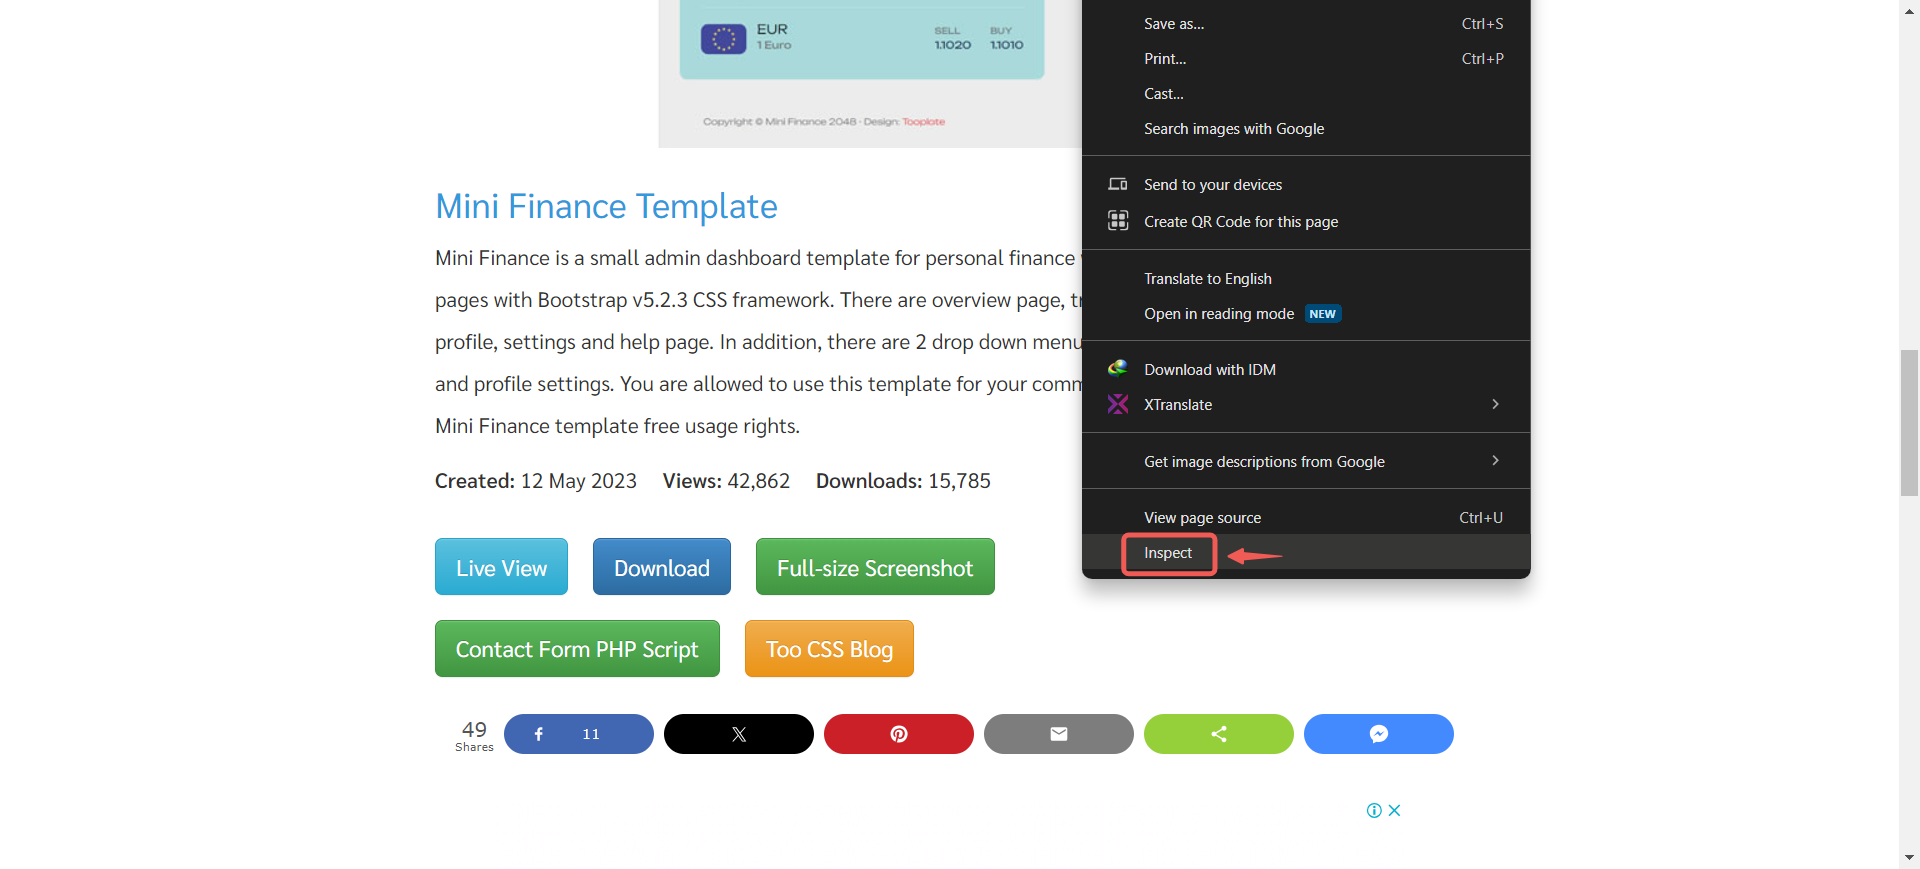 EUR
1 Euro
SELL BUY
1.1020 1.1010
Copyright © Mini Finance 2048 · Design: Tooplate
Mini Finance Template
Mini Finance is a small admin dashboard template for personal finance
pages with Bootstrap v5.2.3 CSS framework. There are overview page,
profile, settings and help page. In addition, there are 2 drop down menu
and profile settings. You are allowed to use this template for your comm
Mini Finance template free usage rights.
Created: 12 May 2023 Views: 42,862 Downloads: 15,785
Live View Download Full-size Screenshot
Contact Form PHP Script Too CSS Blog
49
Shares
11
Save as... Ctrl+S
Print... Ctrl+P
Cast...
Search images with Google
Send to your devices
Create QR Code for this page
Translate to English
Open in reading mode NEW
Download with IDM
XTranslate
Get image descriptions from Google
View page source Ctrl+U
Inspect